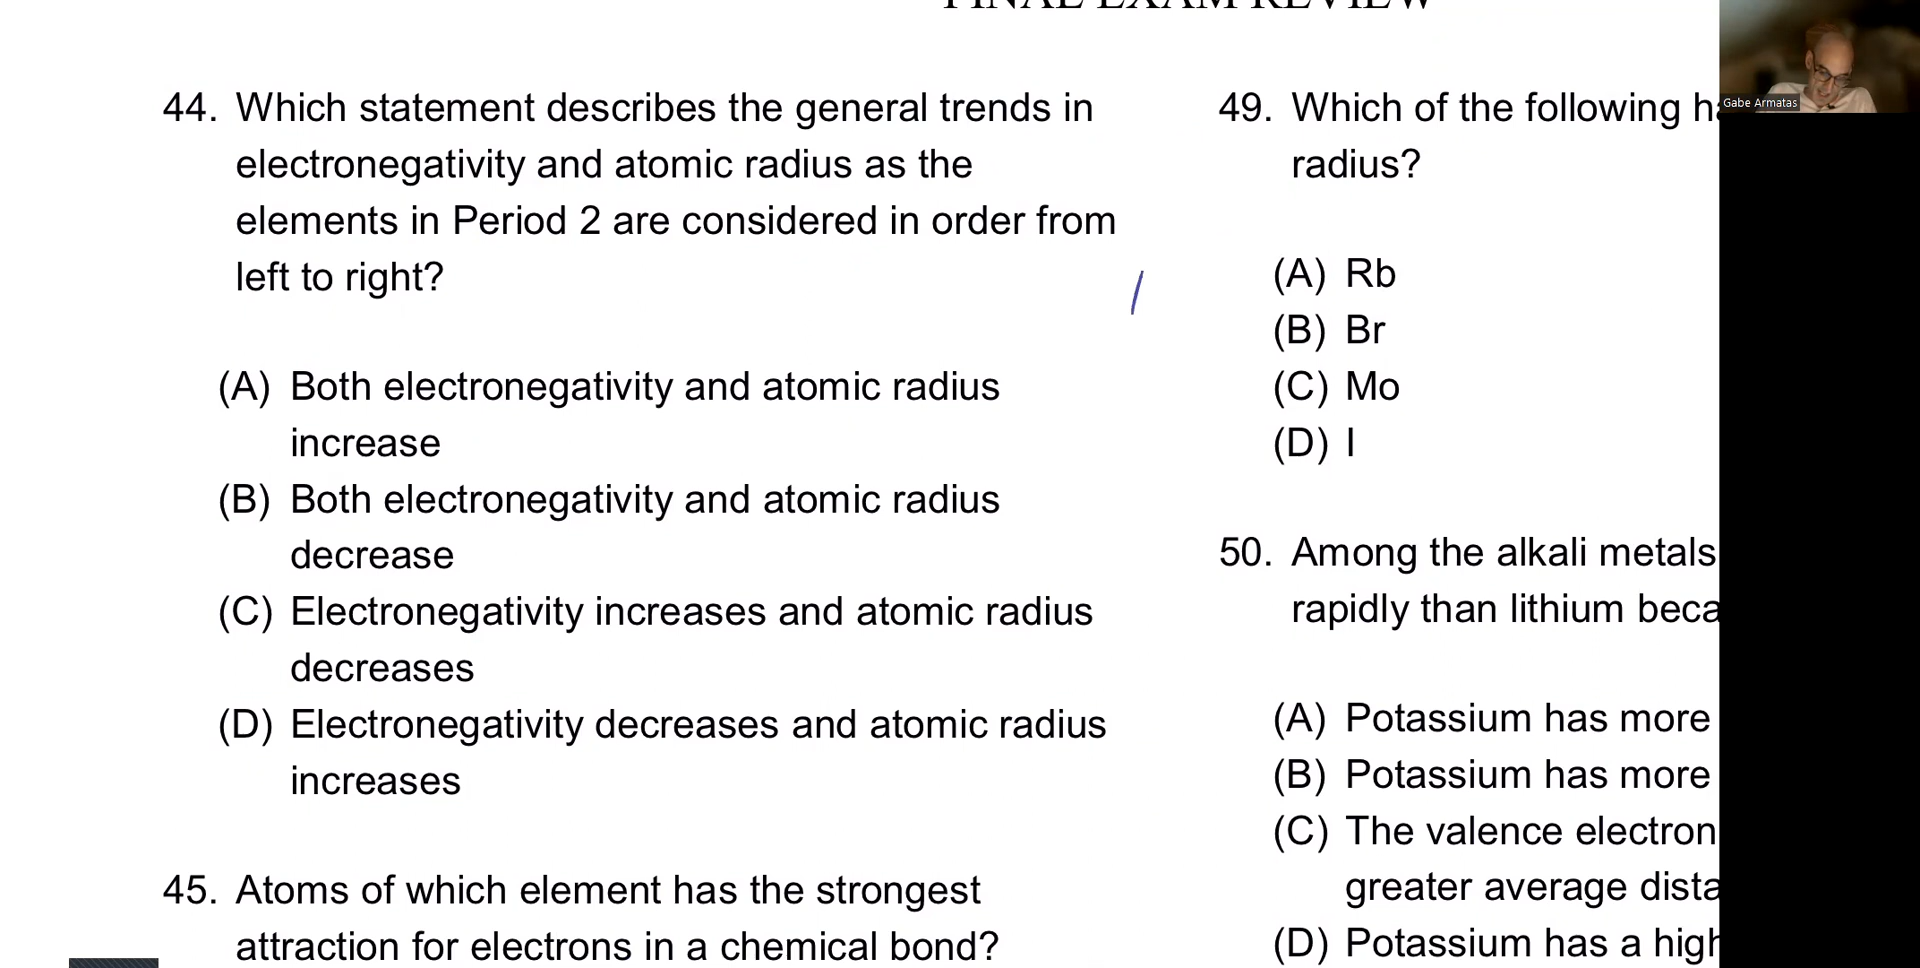 FINAL EXAM REVIEW
44. Which statement describes the general trends in
electronegativity and atomic radius as the
elements in Period 2 are considered in order from
left to right?
(A) Both electronegativity and atomic radius
increase
(B) Both electronegativity and atomic radius
decrease
(C) Electronegativity increases and atomic radius
decreases
(D) Electronegativity decreases and atomic radius
increases
45. Atoms of which element has the strongest
attraction for electrons in a chemical bond?
49. Which of the following
radius?
(A) Rb
(B) Br
(C) Mo
(D) I
50. Among the alkali metals
rapidly than lithium
(A) Potassium has more
(B) Potassium has more
(C) The valence electron
greater average
(D) Potassium has a
Gabe Armatas